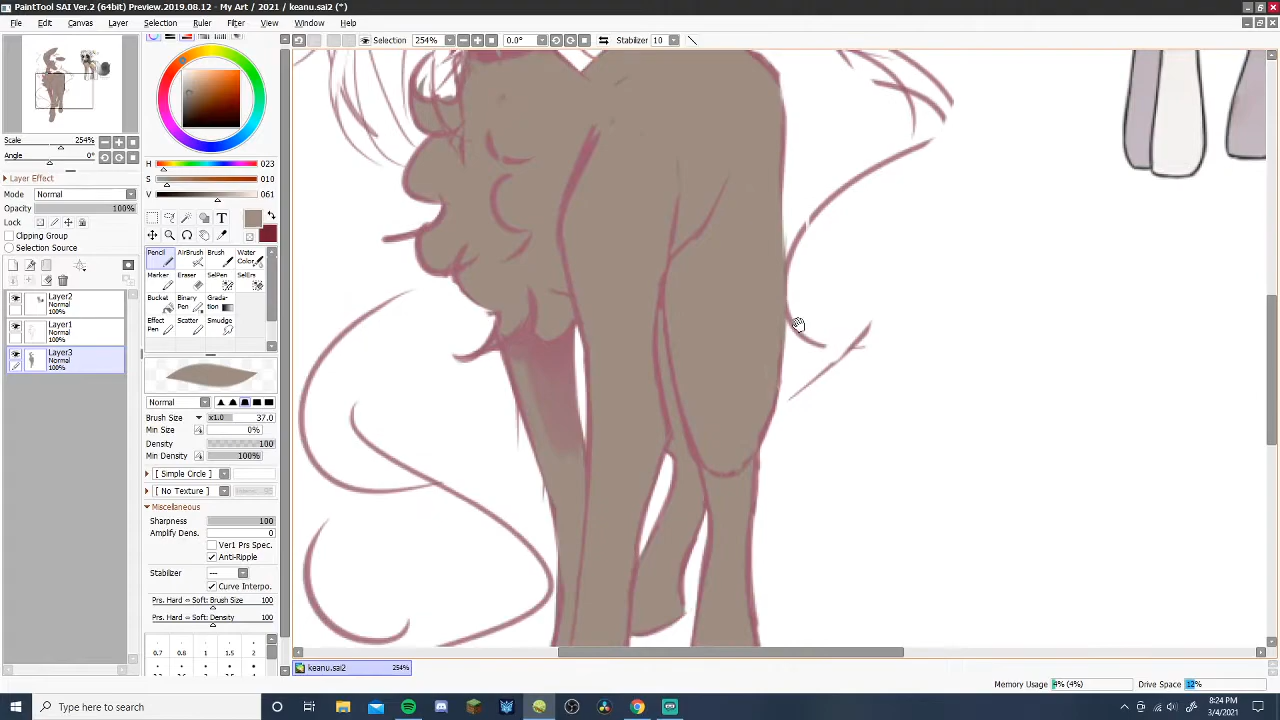 PaintTool SAI Ver.2 (64bit) Preview.2019.08.12 - My Art / 2021 / keanu.sai2
File Edit Canvas Layer Selection Ruler Filter View Window Help (?)
Selection 254% 0.0° Stabilizer 10
Scale
254%
Angle
0°
Layer Effect
Mode Normal
Opacity 100%
Lock
Clipping Group
Selection Source
Layer2
Normal
100%
Layer1
Normal
100%
Layer3
Normal
100%
H 023
S 010
V 061
T
Pencil AirBrush Brush Water Color
Marker Eraser SelPen SelErs
Bucket Binary Pen Grada-tion
Effect Pen Scatter Smudge
Normal
Brush Size x1.0 37.0
Min Size 0%
Density 100
Min Density 100%
[ Simple Circle ]
[ No Texture ]
Miscellaneous
Sharpness 100
Amplify Dens. 0
Ver1 Prs Spec.
Anti-Ripple
Stabilizer ---
Curve Interpo.
Prs. Hard ⇔ Soft: Brush Size 100
Prs. Hard ⇔ Soft: Density 100
0.7 0.8 1 1.5 2
keanu.sai2 254%
Memory Usage 4% (4%) Drive Space 12%
Type here to search
8:24 PM
3/4/2021